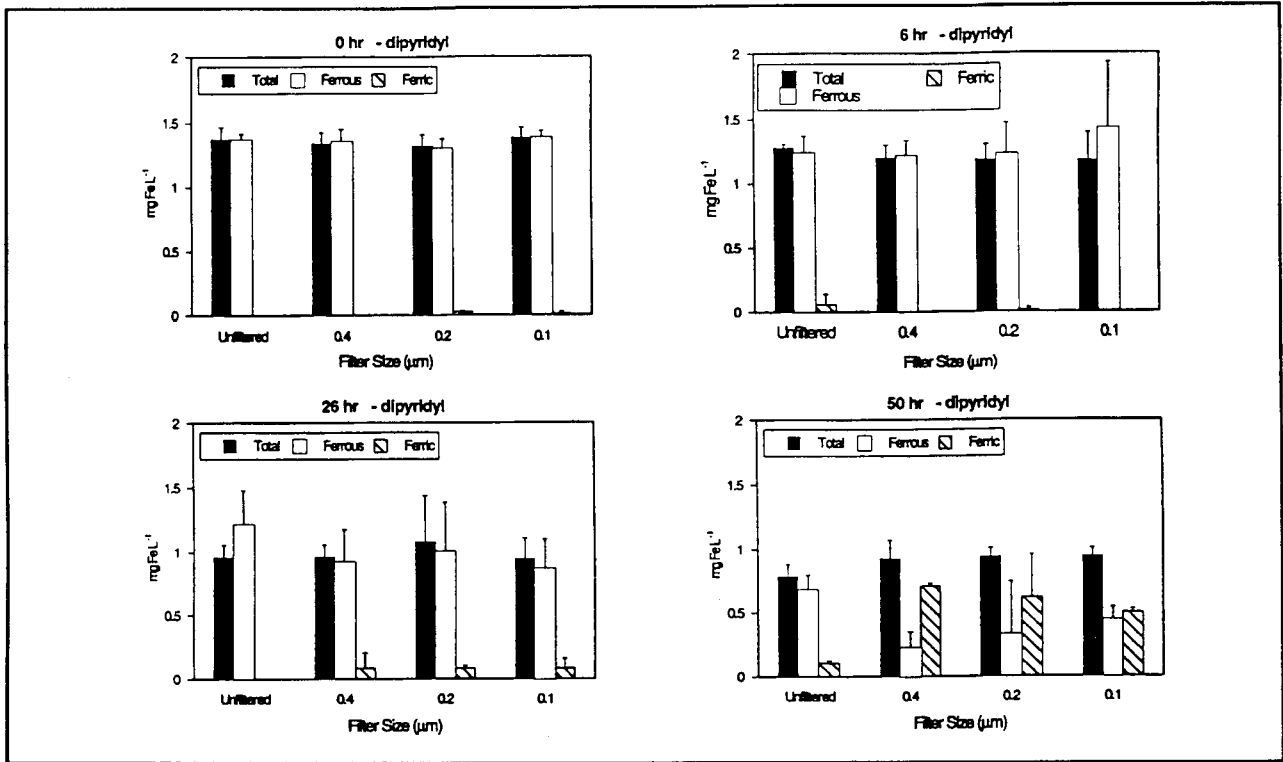 0 hr - dipyridyl
2
Total Ferrous Ferric
1.5
mg Fe L⁻¹
1
0.5
0
Unfiltered 0.4 0.2 0.1
Filter Size (μm)
6 hr - dipyridyl
2
Total Ferric
Ferrous
1.5
mg Fe L⁻¹
1
0.5
0
Unfiltered 0.4 0.2 0.1
Filter Size (μm)
26 hr - dipyridyl
2
Total Ferrous Ferric
1.5
mg Fe L⁻¹
1
0.5
0
Unfiltered 0.4 0.2 0.1
Filter Size (μm)
50 hr - dipyridyl
2
Total Ferrous Ferric
1.5
mg Fe L⁻¹
1
0.5
0
Unfiltered 0.4 0.2 0.1
Filter Size (μm)